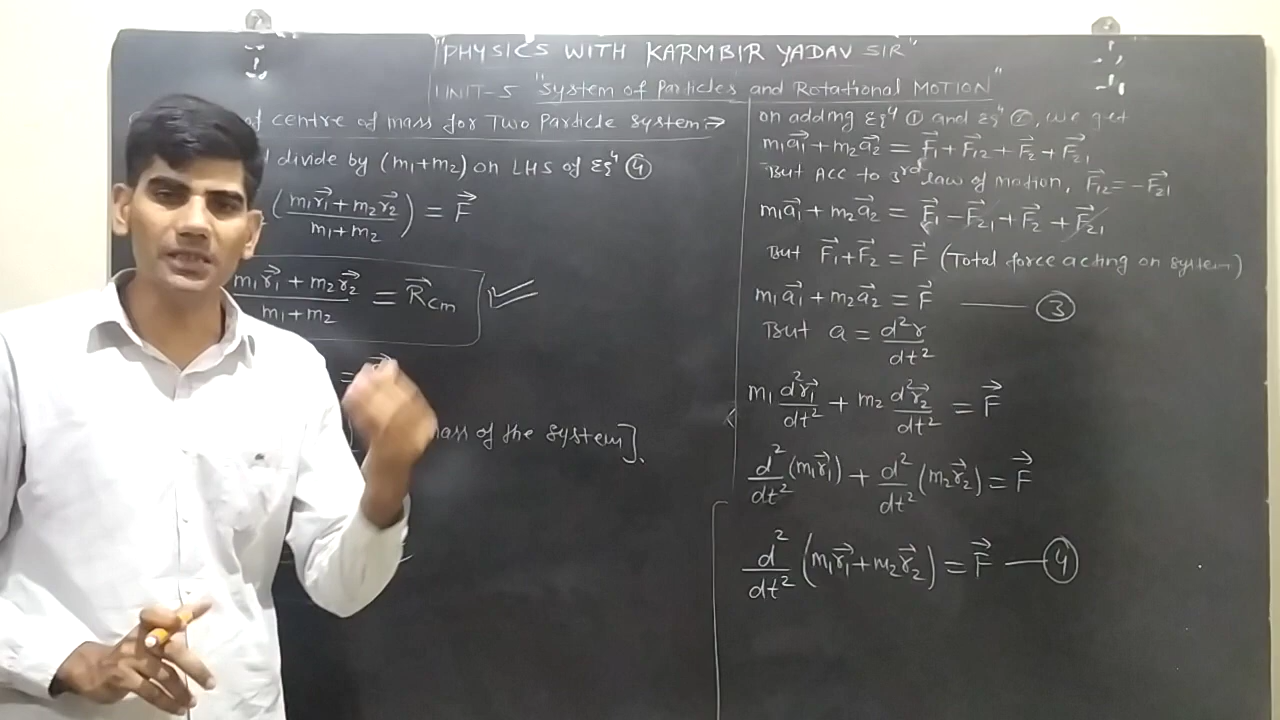 "PHYSICS WITH KARMBIR YADAV SIR"
UNIT-5 "System of Particles and Rotational MOTION"
of centre of mass for Two Particle System:→
divide by (m₁+m₂) on LHS of Eqⁿ ④
(m₁r⃗₁+m₂r⃗₂ / m₁+m₂) = F⃗
m₁r⃗₁ + m₂r⃗₂ / m₁+m₂ = R⃗cm
=
mass of the system].
on adding Eqⁿ ① and Eqⁿ ②, we get
m₁a⃗₁ + m₂a⃗₂ = F⃗₁ + F⃗₁₂ + F⃗₂ + F⃗₂₁
But ACC to 3rd law of motion, F⃗₁₂ = -F⃗₂₁
m₁a⃗₁ + m₂a⃗₂ = F⃗₁ - F⃗₂₁ + F⃗₂ + F⃗₂₁
But F⃗₁+F⃗₂ = F⃗ (Total force acting on system)
m₁a⃗₁ + m₂a⃗₂ = F⃗ — ③
But a = d²r/dt²
m₁ d²r⃗₁/dt² + m₂ d²r⃗₂/dt² = F⃗
d²/dt² (m₁r⃗₁) + d²/dt² (m₂r⃗₂) = F⃗
d²/dt² (m₁r⃗₁+m₂r⃗₂) = F⃗ — ④